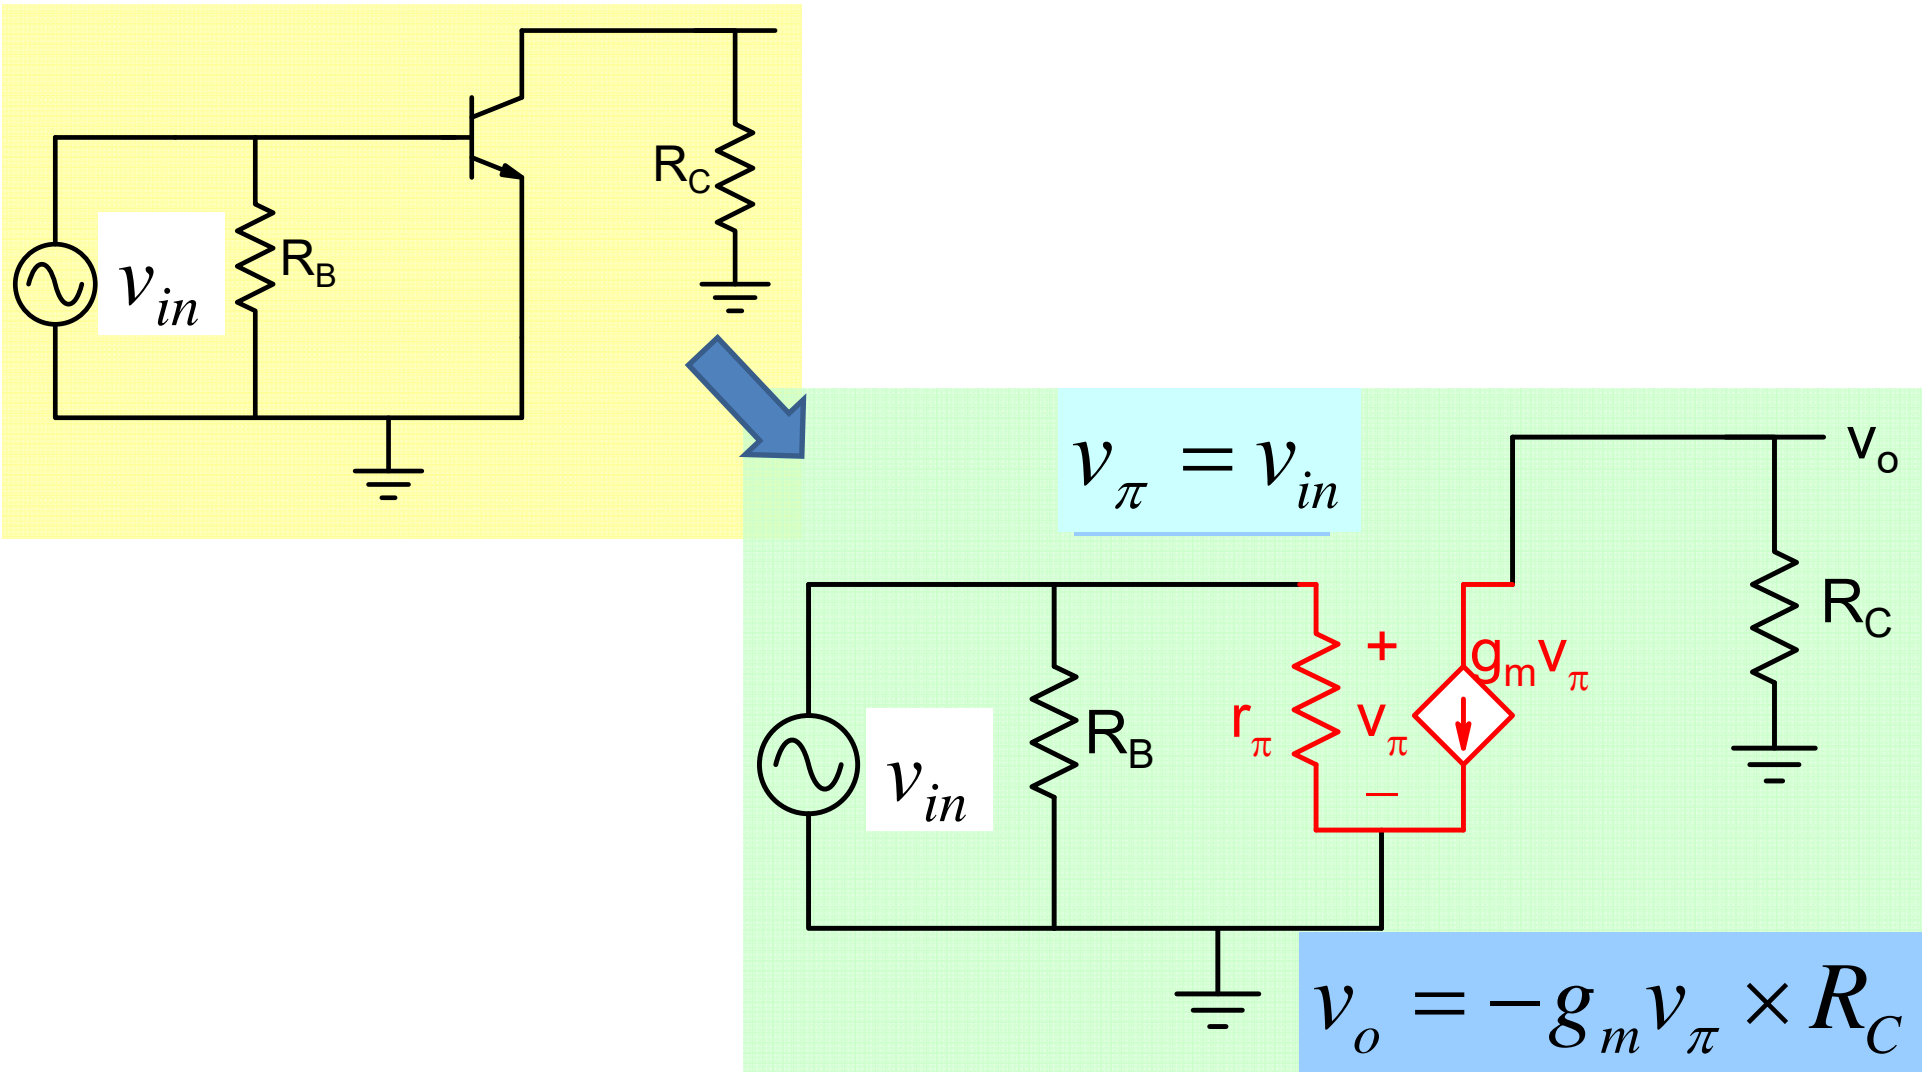 R_C
v_in
R_B
v_π = v_in
v_o
R_C
+
g_m v_π
r_π
v_π
R_B
v_in
−
v_o = −g_m v_π × R_C